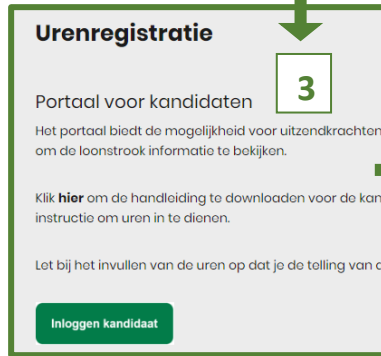 Urenregistratie
3
Portaal voor kandidaten
Het portaal biedt de mogelijkheid voor uitzendkrachten
om de loonstrook informatie te bekijken.
Klik hier om de handleiding te downloaden voor de kan
instructie om uren in te dienen.
Let bij het invullen van de uren op dat je de telling van
Inloggen kandidaat